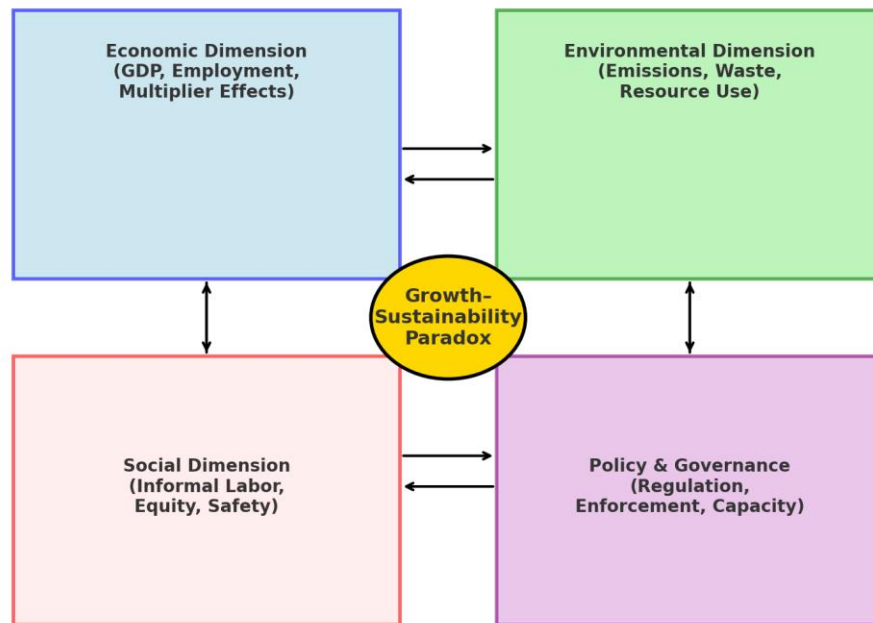 Economic Dimension
(GDP, Employment,
Multiplier Effects)
Environmental Dimension
(Emissions, Waste,
Resource Use)
Growth–
Sustainability
Paradox
Social Dimension
(Informal Labor,
Equity, Safety)
Policy & Governance
(Regulation,
Enforcement, Capacity)